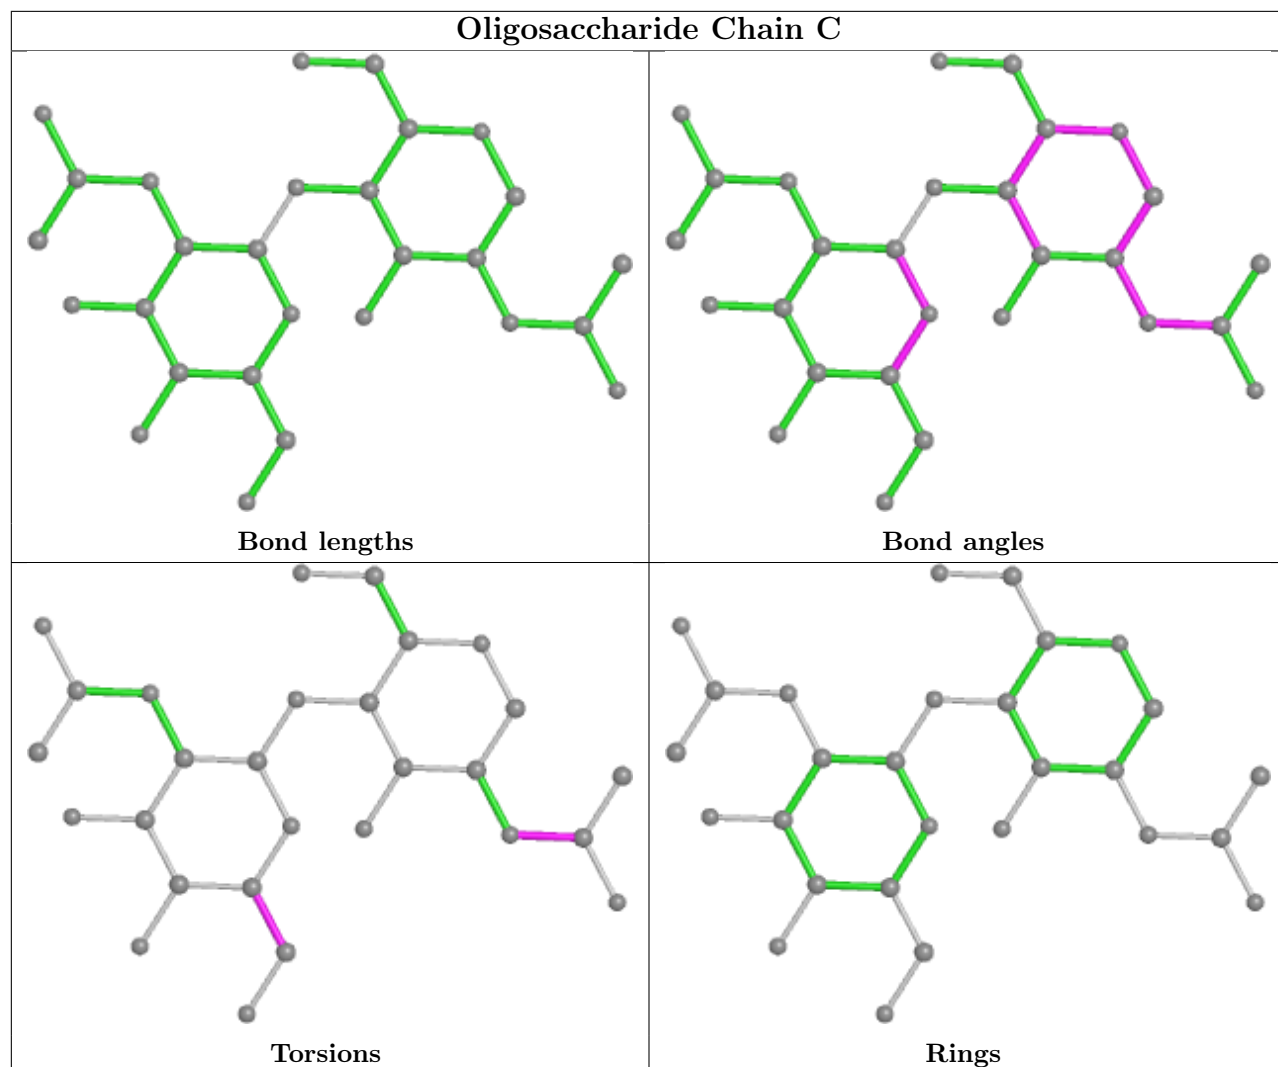 Oligosaccharide Chain C
Bond lengths
Bond angles
Torsions
Rings